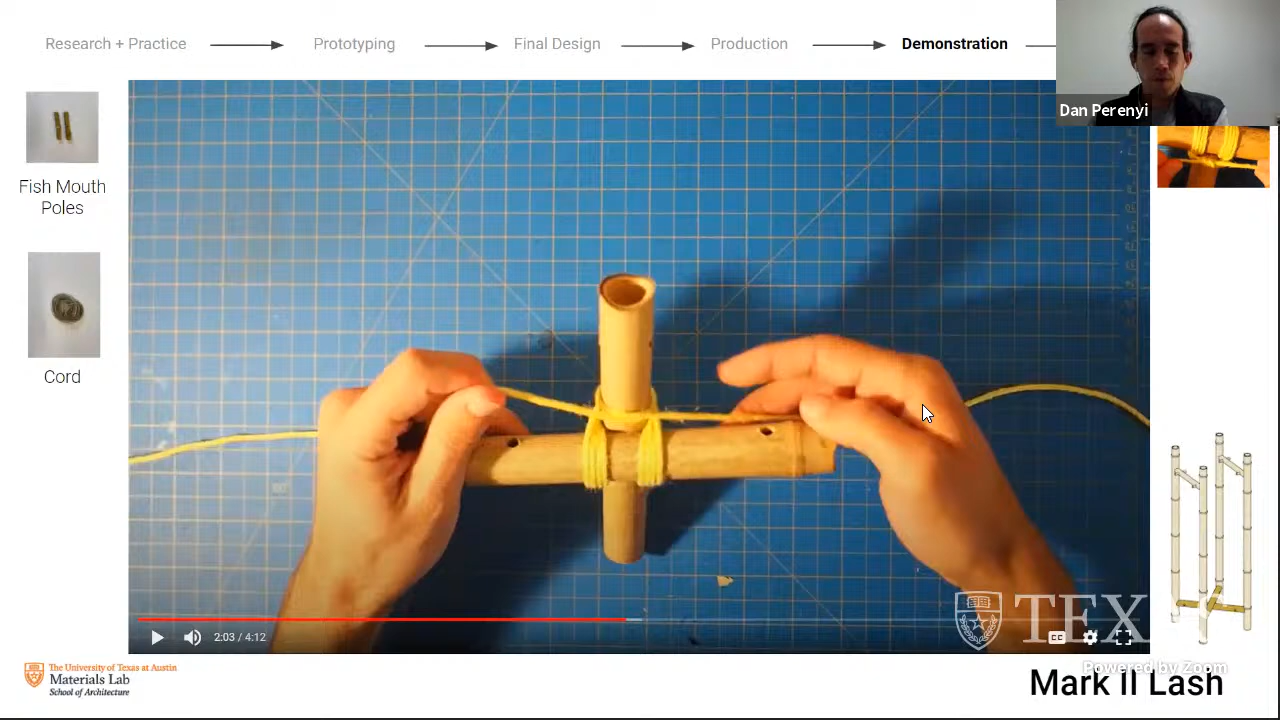 Research + Practice
Prototyping
Final Design
Production
Demonstration
Dan Perenyi
Fish Mouth
Poles
Cord
2:03 / 4:12
CC
TEX
The University of Texas at Austin
Materials Lab
School of Architecture
Powered by Zoom
Mark II Lash